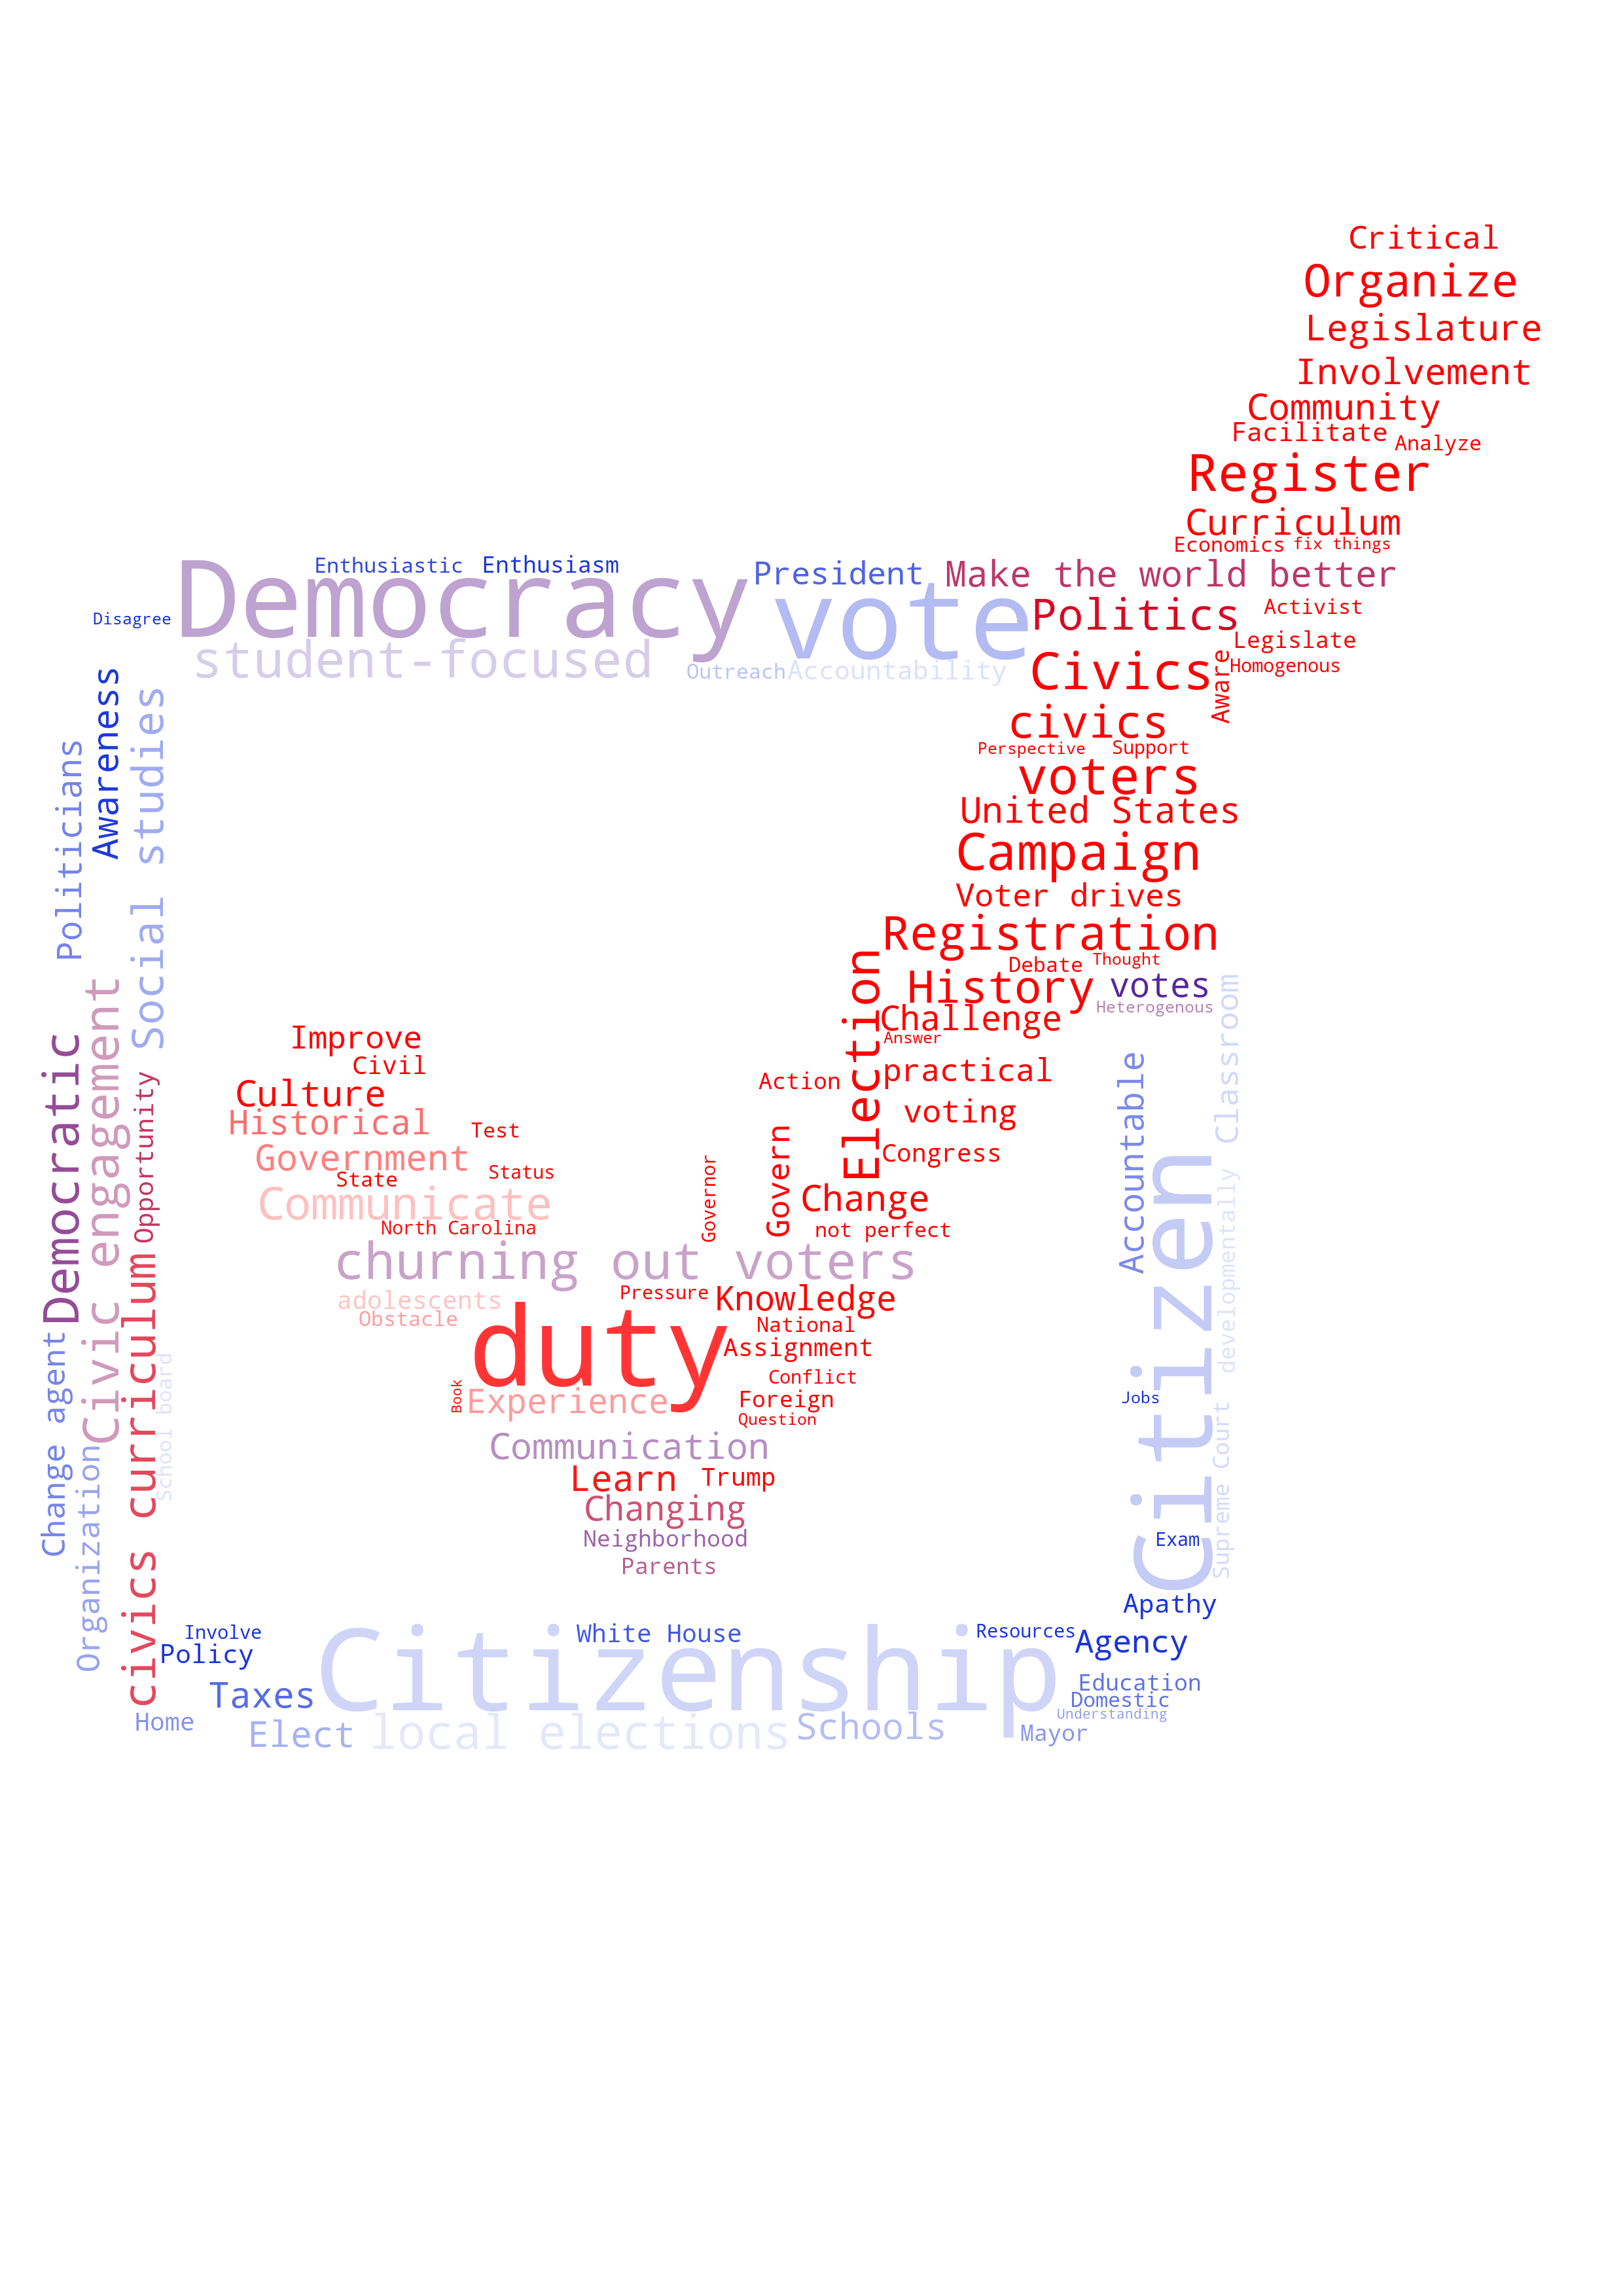 Critical
Organize
Legislature
Involvement
Community
Facilitate
Analyze
Register
Curriculum
Economics
fix things
Enthusiastic
Enthusiasm
Democracy
President
Make the world better
vote
Politics
Activist
Disagree
student-focused
Outreach
Accountability
Legislate
Homogenous
Civics
Aware
civics
Perspective
Support
voters
United States
Campaign
Voter drives
Registration
Debate
Thought
History
votes
Heterogenous
Challenge
Answer
Election
practical
Action
voting
Congress
Govern
Governor
Change
not perfect
Politicians
Awareness
Social studies
Democratic
Civic engagement
Opportunity
civics curriculum
School board
Change agent
Organization
Improve
Civil
Culture
Historical
Test
Government
Status
State
Communicate
North Carolina
churning out voters
adolescents
Obstacle
Pressure
Knowledge
duty
National
Assignment
Conflict
Book
Experience
Foreign
Question
Communication
Learn
Trump
Changing
Neighborhood
Parents
Classroom
Accountable
developmentally
Citizen
Supreme Court
Jobs
Exam
Apathy
Involve
Policy
White House
Resources
Agency
Citizenship
Taxes
Education
Domestic
Understanding
Home
Elect
local elections
Schools
Mayor